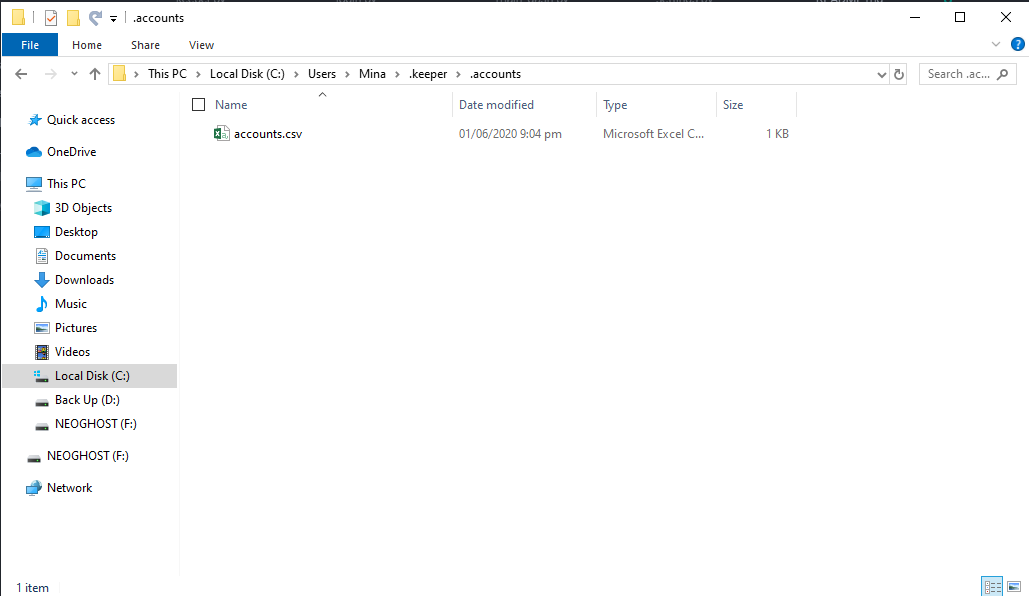 .accounts
File Home Share View
This PC Local Disk (C:) Users Mina .keeper .accounts
Search .ac...
Name Date modified Type Size
accounts.csv 01/06/2020 9:04 pm Microsoft Excel C... 1 KB
Quick access
OneDrive
This PC
3D Objects
Desktop
Documents
Downloads
Music
Pictures
Videos
Local Disk (C:)
Back Up (D:)
NEOGHOST (F:)
NEOGHOST (F:)
Network
1 item